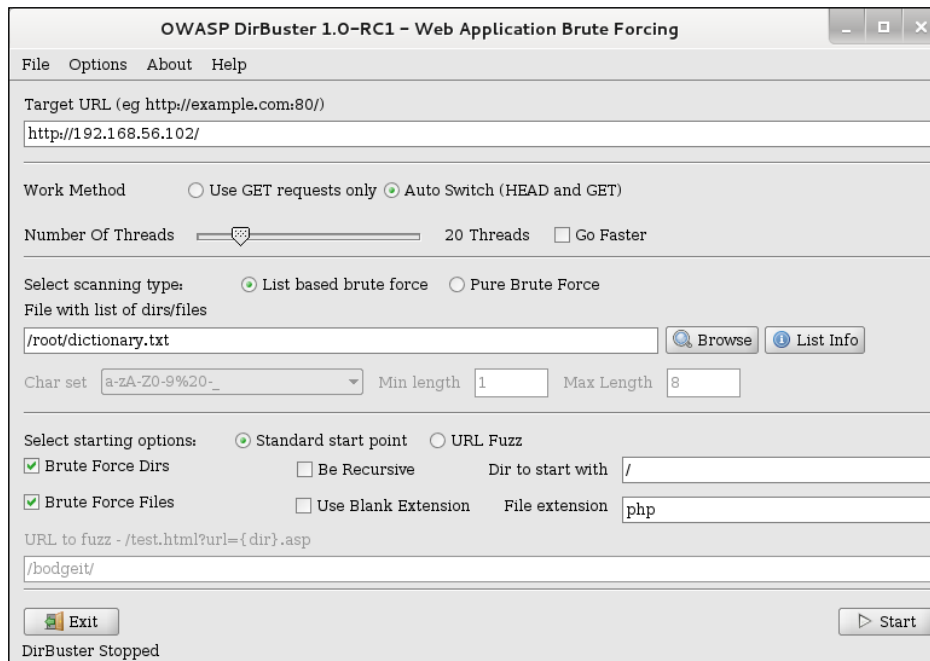 OWASP DirBuster 1.0-RC1 - Web Application Brute Forcing
File Options About Help
Target URL (eg http://example.com:80/)
http://192.168.56.102/
Work Method Use GET requests only Auto Switch (HEAD and GET)
Number Of Threads 20 Threads Go Faster
Select scanning type: List based brute force Pure Brute Force
File with list of dirs/files
/root/dictionary.txt Browse List Info
Char set a-zA-Z0-9%20-_ Min length 1 Max Length 8
Select starting options: Standard start point URL Fuzz
Brute Force Dirs Be Recursive Dir to start with /
Brute Force Files Use Blank Extension File extension php
URL to fuzz - /test.html?url={dir}.asp
/bodgeit/
Exit Start
DirBuster Stopped